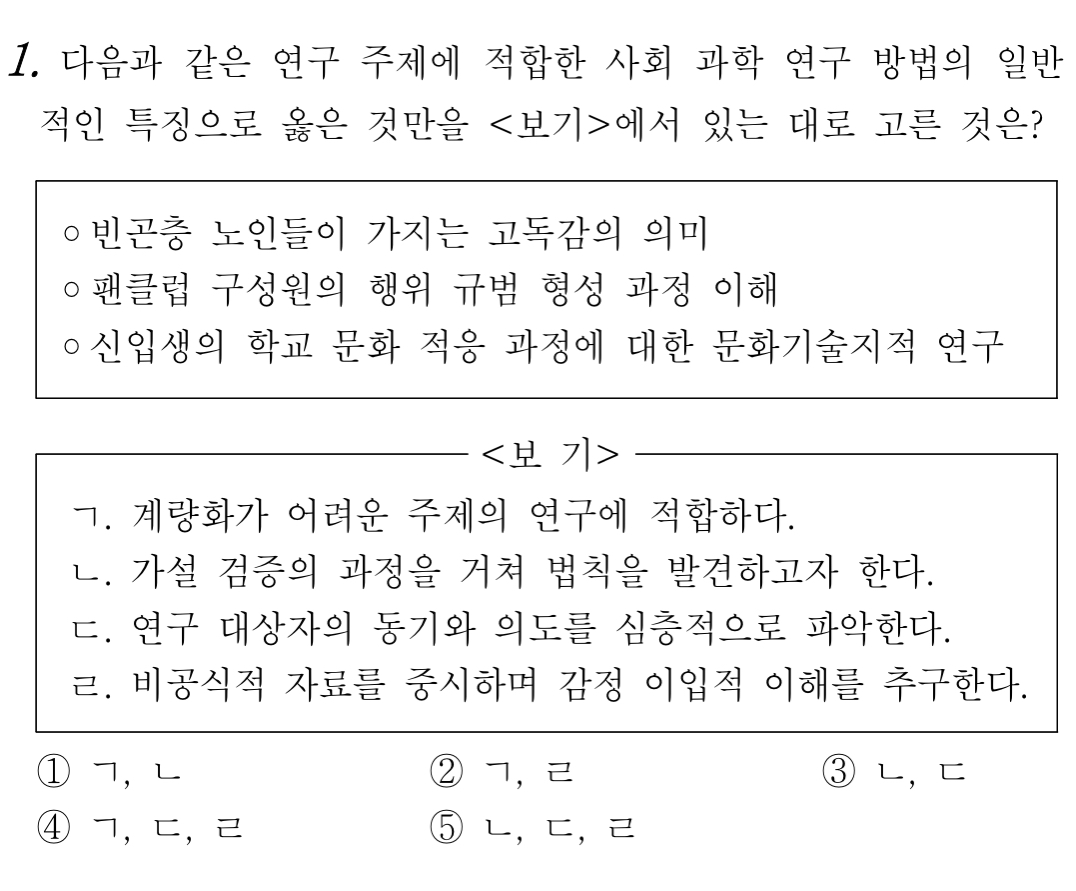 1. 다음과 같은 연구 주제에 적합한 사회 과학 연구 방법의 일반
적인 특징으로 옳은 것만을 <보기>에서 있는 대로 고른 것은?
○ 빈곤층 노인들이 가지는 고독감의 의미
○ 팬클럽 구성원의 행위 규범 형성 과정 이해
○ 신입생의 학교 문화 적응 과정에 대한 문화기술지적 연구
<보 기>
ㄱ. 계량화가 어려운 주제의 연구에 적합하다.
ㄴ. 가설 검증의 과정을 거쳐 법칙을 발견하고자 한다.
ㄷ. 연구 대상자의 동기와 의도를 심층적으로 파악한다.
ㄹ. 비공식적 자료를 중시하며 감정 이입적 이해를 추구한다.
① ㄱ, ㄴ ② ㄱ, ㄹ ③ ㄴ, ㄷ
④ ㄱ, ㄷ, ㄹ ⑤ ㄴ, ㄷ, ㄹ